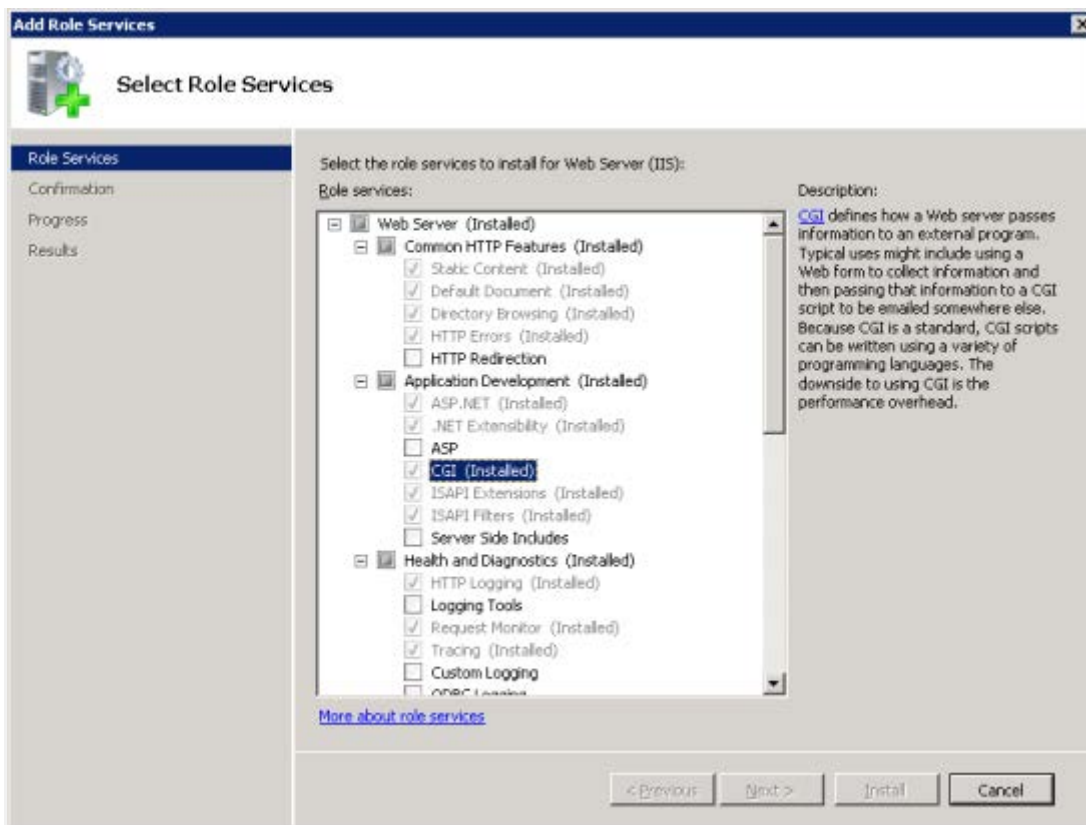 Add Role Services
Select Role Services
Role Services
Confirmation
Progress
Results
Select the role services to install for Web Server (IIS):
Role services:
Web Server (Installed)
Common HTTP Features (Installed)
Static Content (Installed)
Default Document (Installed)
Directory Browsing (Installed)
HTTP Errors (Installed)
HTTP Redirection
Application Development (Installed)
ASP.NET (Installed)
.NET Extensibility (Installed)
ASP
CGI (Installed)
ISAPI Extensions (Installed)
ISAPI Filters (Installed)
Server Side Includes
Health and Diagnostics (Installed)
HTTP Logging (Installed)
Logging Tools
Request Monitor (Installed)
Tracing (Installed)
Custom Logging
ODBC Logging
More about role services
Description:
CGI defines how a Web server passes
information to an external program.
Typical uses might include using a
Web form to collect information and
then passing that information to a CGI
script to be emailed somewhere else.
Because CGI is a standard, CGI scripts
can be written using a variety of
programming languages. The
downside to using CGI is the
performance overhead.
< Previous
Next >
Install
Cancel